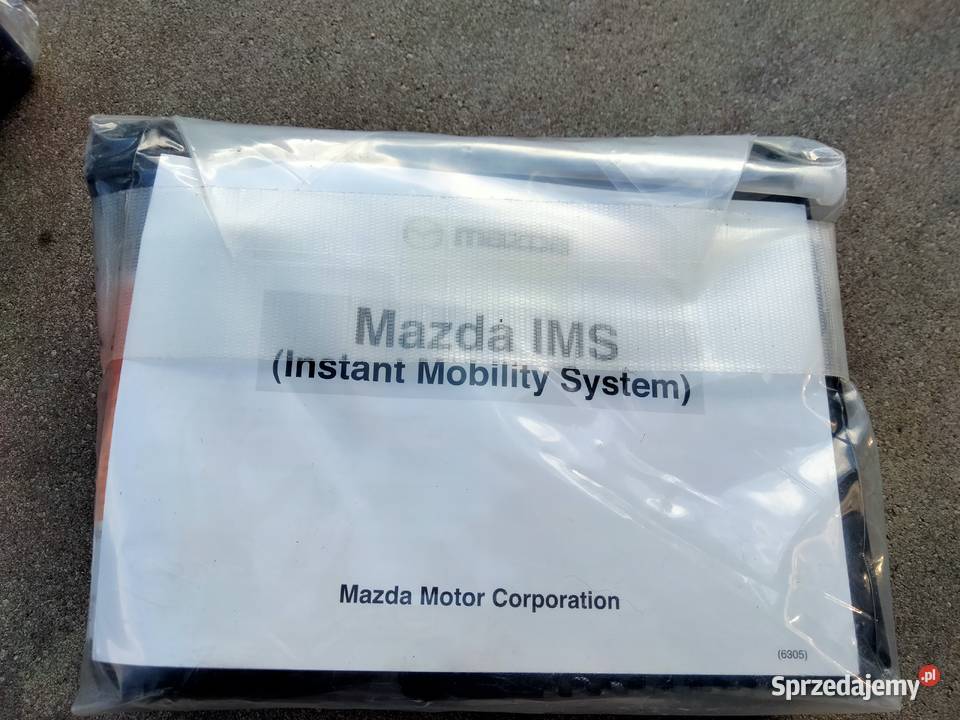 mazda
Mazda IMS
(Instant Mobility System)
Mazda Motor Corporation
(6305)
Sprzedajemy.pl